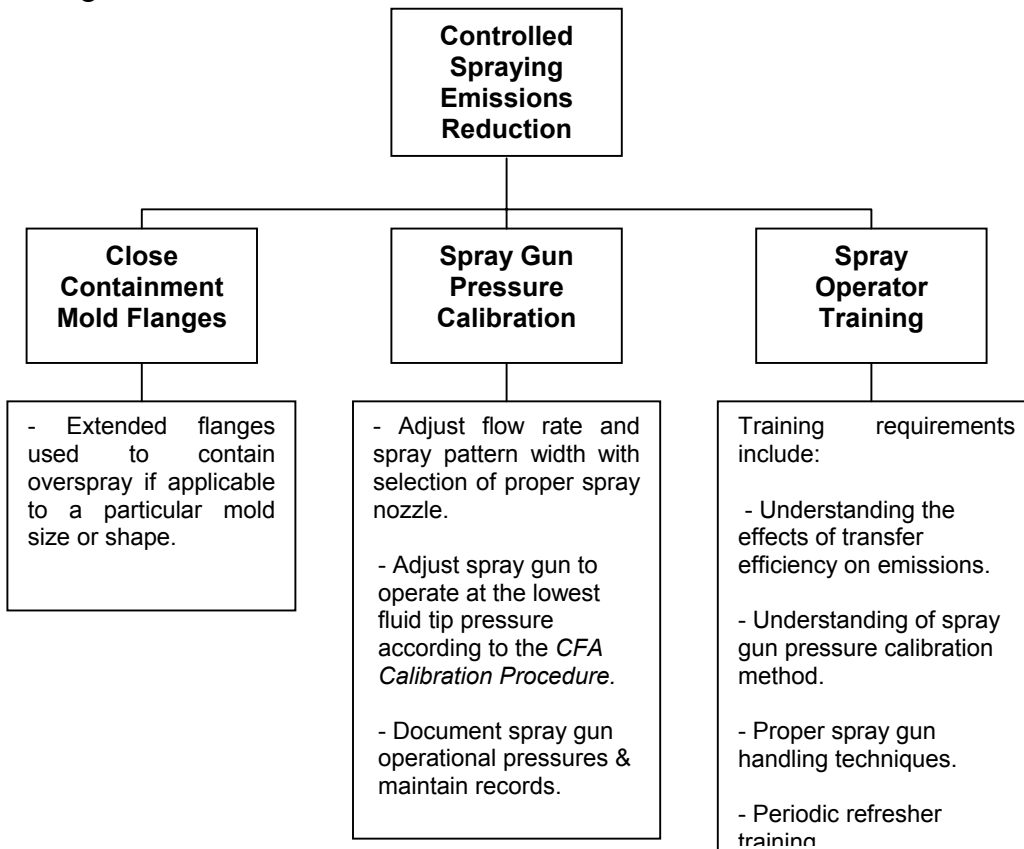 Controlled
Spraying
Emissions
Reduction
Close
Containment
Mold Flanges
Spray Gun
Pressure
Calibration
Spray
Operator
Training
- Extended flanges
used to contain
overspray if applicable
to a particular mold
size or shape.
- Adjust flow rate and
spray pattern width with
selection of proper spray
nozzle.
- Adjust spray gun to
operate at the lowest
fluid tip pressure
according to the CFA
Calibration Procedure.
- Document spray gun
operational pressures &
maintain records.
Training requirements
include:
- Understanding the
effects of transfer
efficiency on emissions.
- Understanding of spray
gun pressure calibration
method.
- Proper spray gun
handling techniques.
- Periodic refresher
training